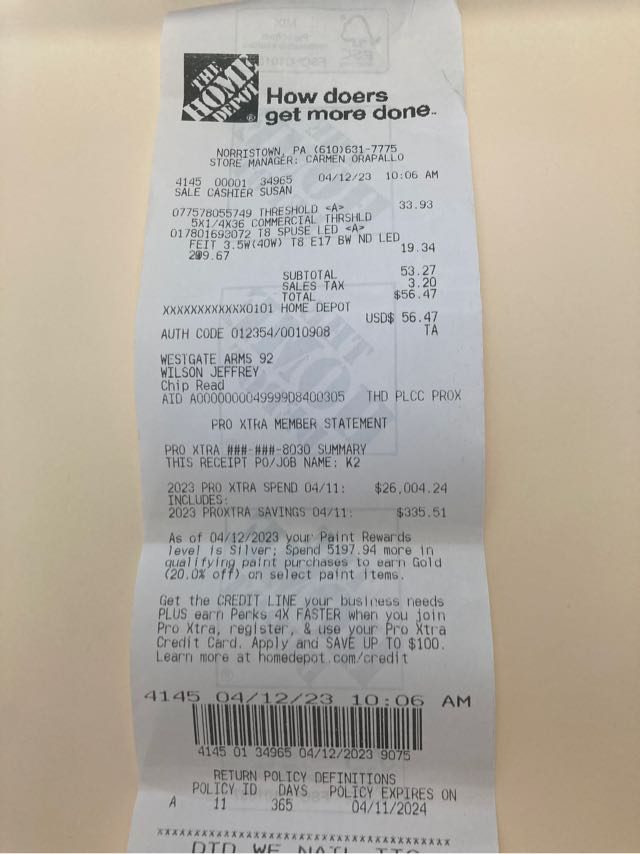 THE
HOME
DEPOT
How doers
get more done™
NORRISTOWN, PA (610)631-7775
STORE MANAGER: CARMEN ORAPALLO
4145 00001 34965 04/12/23 10:06 AM
SALE CASHIER SUSAN
077578055749 THRESHOLD <A> 33.93
5X1/4X36 COMMERCIAL THRSHLD
017801693072 T8 SPUSE LED <A>
FEIT 3.5W(40W) T8 E17 BW ND LED
2@9.67 19.34
SUBTOTAL 53.27
SALES TAX 3.20
TOTAL $56.47
XXXXXXXXXXXX0101 HOME DEPOT
USD$ 56.47
AUTH CODE 012354/0010908 TA
WESTGATE ARMS 92
WILSON JEFFREY
Chip Read
AID A0000000049999D8400305 THD PLCC PROX
PRO XTRA MEMBER STATEMENT
PRO XTRA ###-###-8030 SUMMARY
THIS RECEIPT PO/JOB NAME: K2
2023 PRO XTRA SPEND 04/11: $26,004.24
INCLUDES:
2023 PROXTRA SAVINGS 04/11: $335.51
As of 04/12/2023 your Paint Rewards
level is Silver; Spend 5197.94 more in
qualifying paint purchases to earn Gold
(20.0% off) on select paint items.
Get the CREDIT LINE your business needs
PLUS earn Perks 4X FASTER when you join
Pro Xtra, register, & use your Pro Xtra
Credit Card. Apply and SAVE UP TO $100.
Learn more at homedepot.com/credit
4145 04/12/23 10:06 AM
4145 01 34965 04/12/2023 9075
RETURN POLICY DEFINITIONS
POLICY ID DAYS POLICY EXPIRES ON
A 11 365 04/11/2024